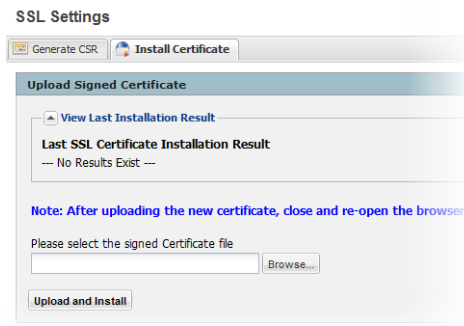 SSL Settings
Generate CSR
Install Certificate
Upload Signed Certificate
View Last Installation Result
Last SSL Certificate Installation Result
--- No Results Exist ---
Note: After uploading the new certificate, close and re-open the browser
Please select the signed Certificate file
Browse...
Upload and Install